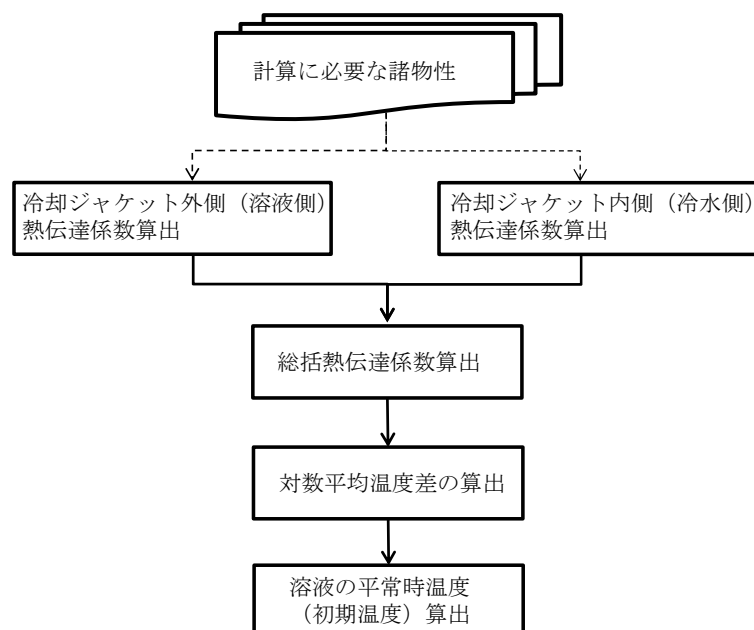 計算に必要な諸物性
冷却ジャケット外側（溶液側）
熱伝達係数算出
冷却ジャケット内側（冷水側）
熱伝達係数算出
総括熱伝達係数算出
対数平均温度差の算出
溶液の平常時温度
（初期温度）算出